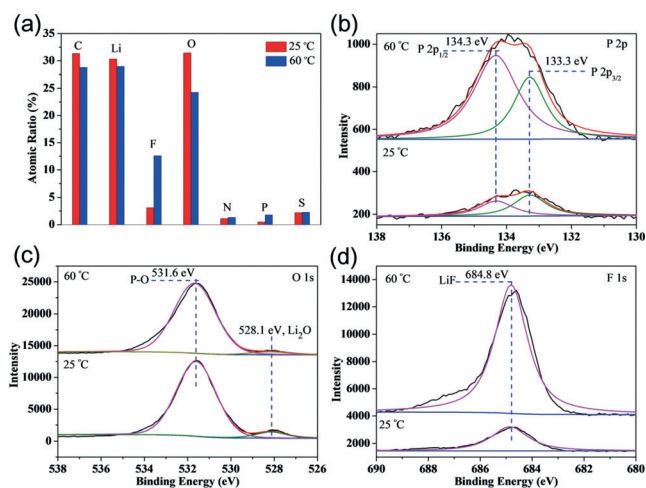 (a)
C
Li
F
O
N
P
S
25 °C
60 °C
35
30
25
20
15
10
5
0
Atomic Ratio (%)
(b)
60 °C
134.3 eV
P 2p1/2
133.3 eV
P 2p3/2
P 2p
25 °C
1000
800
600
400
200
Intensity
138
136
134
132
130
Binding Energy (eV)
(c)
60 °C
P-O
531.6 eV
O 1s
528.1 eV, Li2O
25 °C
25000
20000
15000
10000
5000
0
Intensity
538
536
534
532
530
528
526
Binding Energy (eV)
(d)
60 °C
LiF
684.8 eV
F 1s
25 °C
14000
12000
10000
8000
6000
4000
2000
Intensity
690
688
686
684
682
680
Binding Energy (eV)